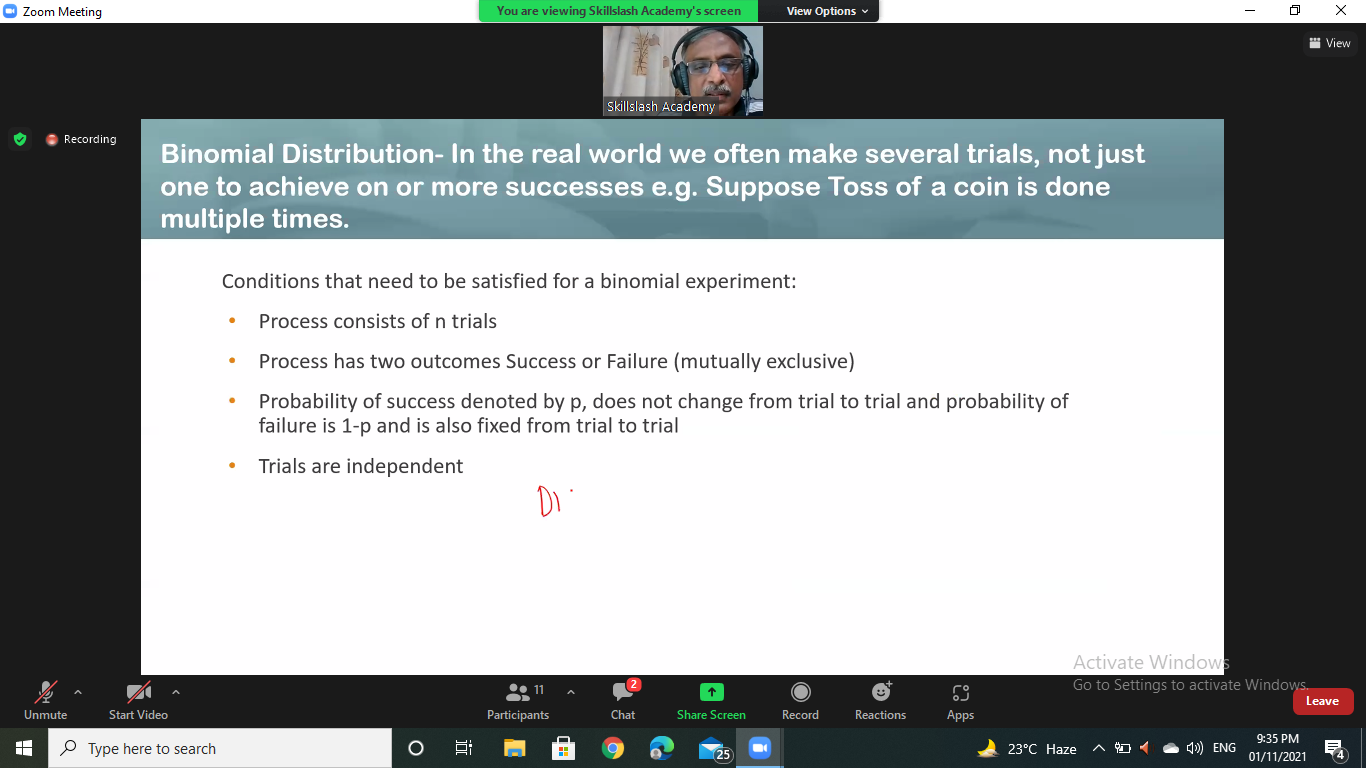 Zoom Meeting
You are viewing Skillslash Academy's screen
View Options
View
Skillslash Academy
Recording
Binomial Distribution- In the real world we often make several trials, not just
one to achieve on or more successes e.g. Suppose Toss of a coin is done
multiple times.
Conditions that need to be satisfied for a binomial experiment:
• Process consists of n trials
• Process has two outcomes Success or Failure (mutually exclusive)
• Probability of success denoted by p, does not change from trial to trial and probability of
failure is 1-p and is also fixed from trial to trial
• Trials are independent
Activate Windows
Go to Settings to activate Windows.
Unmute
Start Video
11
Participants
2
Chat
Share Screen
Record
Reactions
Apps
Leave
Type here to search
25
23°C Haze
ENG
9:35 PM
01/11/2021
4